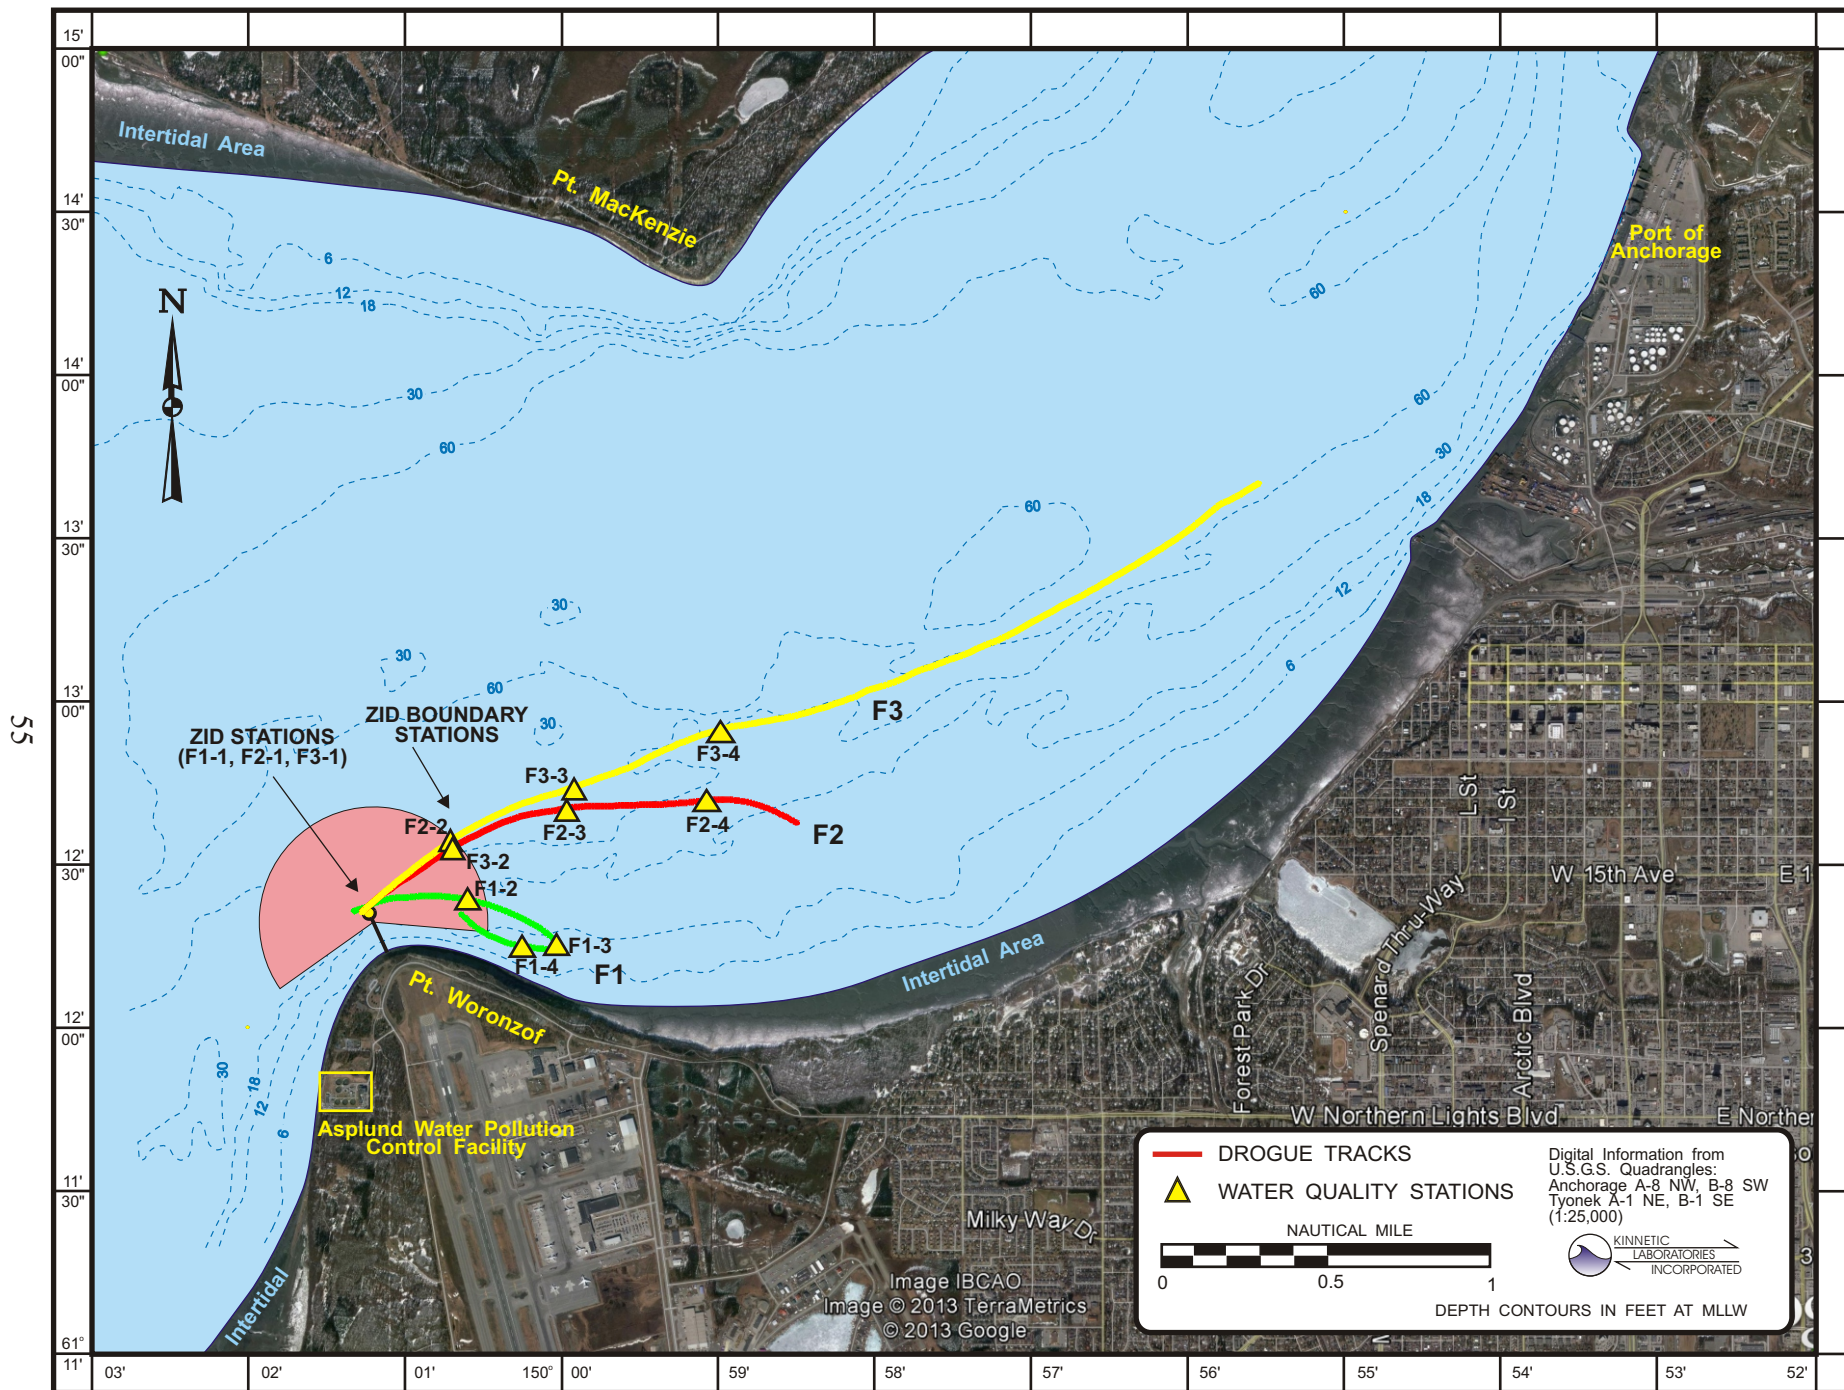 15'
00"
14'
30"
14'
00"
13'
30"
13'
00"
12'
30"
12'
00"
11'
30"
61°
11'
03'
02'
01'
150° 00'
59'
58'
57'
56'
55'
54'
53'
52'
55
Intertidal Area
Pt. MacKenzie
Port of
Anchorage
N
6
12
18
30
60
60
60
30
18
12
6
60
30
30
60
30
ZID STATIONS
(F1-1, F2-1, F3-1)
ZID BOUNDARY
STATIONS
F3-3
F3-4
F3
F2-2
F2-3
F2-4
F2
F3-2
F1-2
F1-3
F1-4
F1
Pt. Woronzof
Intertidal Area
30
18
12
6
Asplund Water Pollution
Control Facility
Intertidal
L St
I St
W 15th Ave
E 1
Spenard Thru-Way
Forest Park Dr
Arctic Blvd
W Northern Lights Blvd
E Norther
Milky Way Dr
Image IBCAO
Image © 2013 TerraMetrics
© 2013 Google
DROGUE TRACKS
WATER QUALITY STATIONS
NAUTICAL MILE
0
0.5
1
Digital Information from
U.S.G.S. Quadrangles:
Anchorage A-8 NW, B-8 SW
Tyonek A-1 NE, B-1 SE
(1:25,000)
KINNETIC
LABORATORIES
INCORPORATED
DEPTH CONTOURS IN FEET AT MLLW